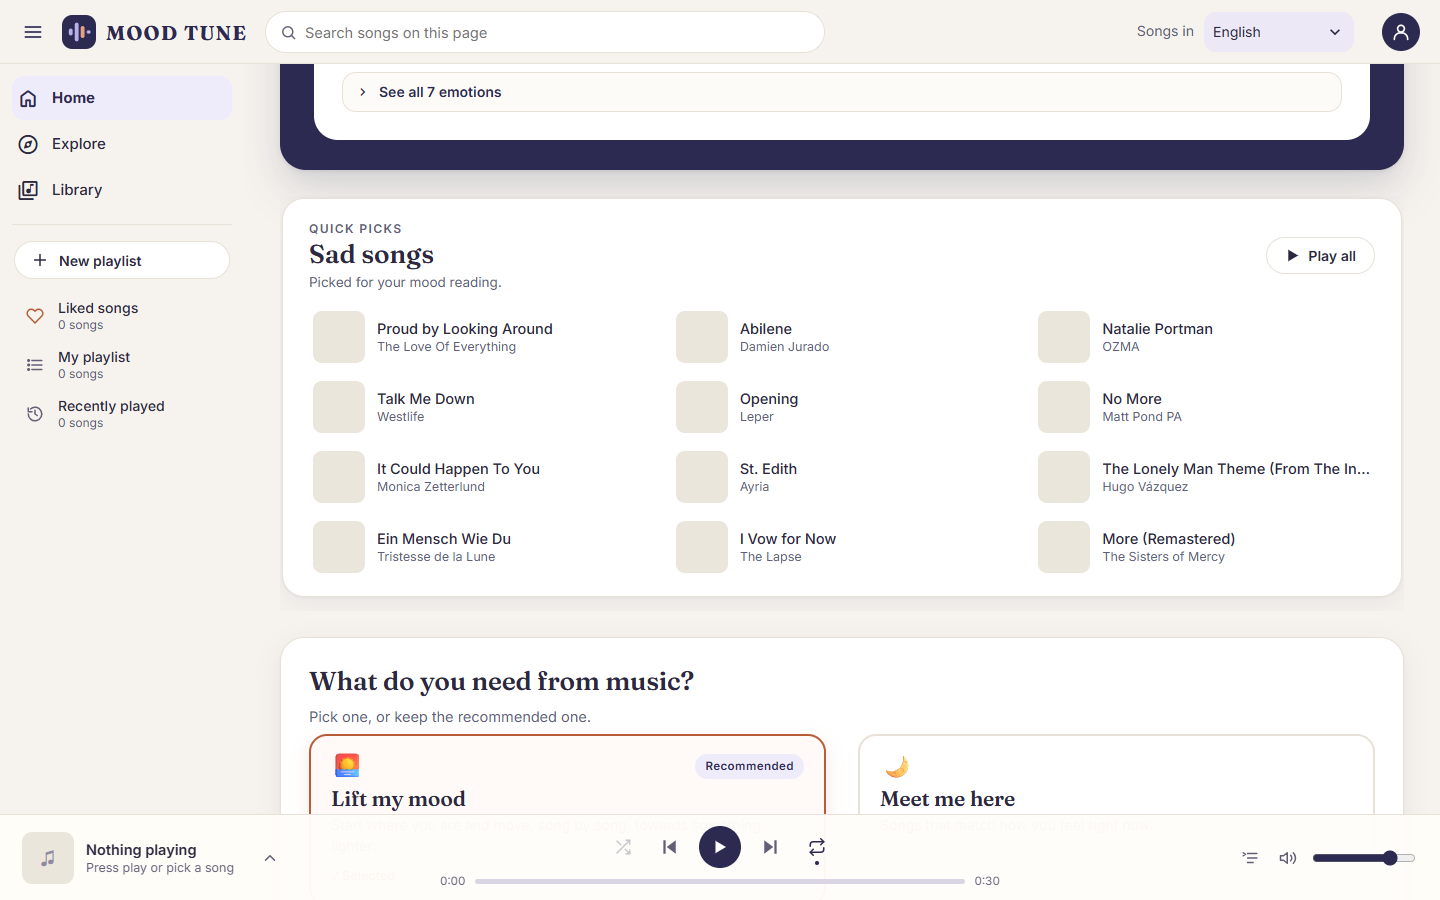 MOOD TUNE
Search songs on this page
Songs in
English
Home
Explore
Library
New playlist
Liked songs
0 songs
My playlist
0 songs
Recently played
0 songs
See all 7 emotions
QUICK PICKS
Sad songs
Picked for your mood reading.
Play all
Proud by Looking Around
The Love Of Everything
Abilene
Damien Jurado
Natalie Portman
OZMA
Talk Me Down
Westlife
Opening
Leper
No More
Matt Pond PA
It Could Happen To You
Monica Zetterlund
St. Edith
Ayria
The Lonely Man Theme (From The In...
Hugo Vázquez
Ein Mensch Wie Du
Tristesse de la Lune
I Vow for Now
The Lapse
More (Remastered)
The Sisters of Mercy
What do you need from music?
Pick one, or keep the recommended one.
Recommended
Lift my mood
Meet me here
Nothing playing
Press play or pick a song
0:00
0:30